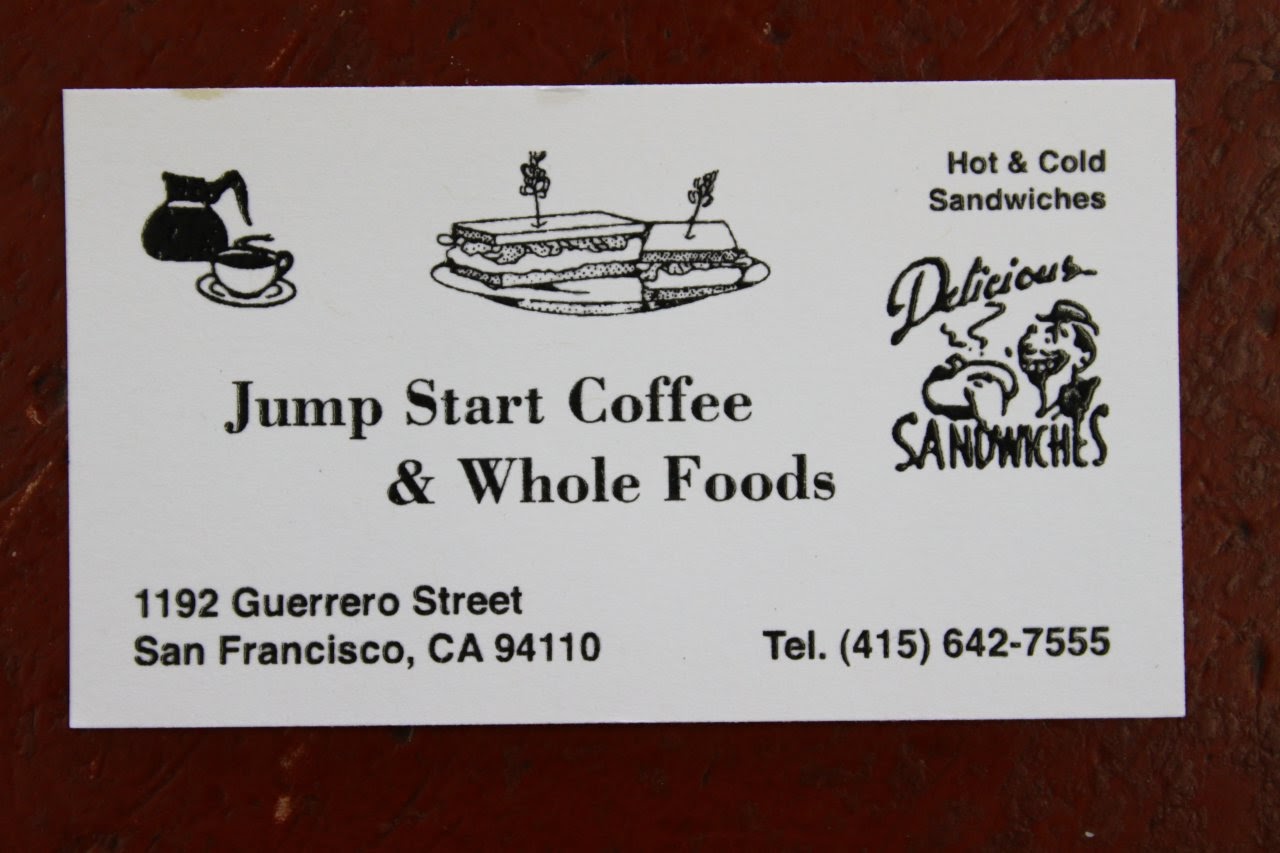 Hot & Cold
Sandwiches
Delicious
SANDWICHES
Jump Start Coffee
& Whole Foods
1192 Guerrero Street
San Francisco, CA 94110
Tel. (415) 642-7555